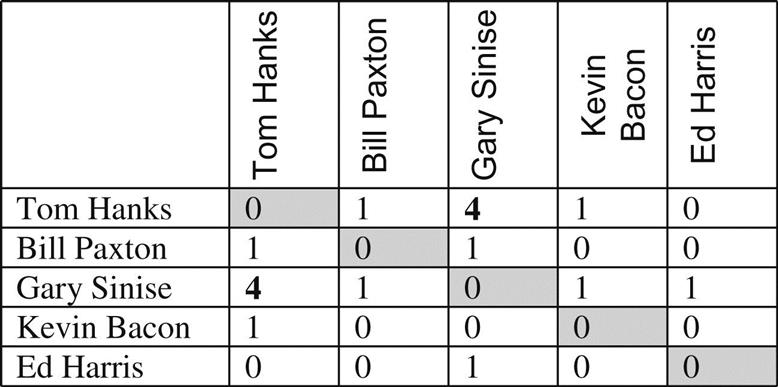 Tom Hanks Bill Paxton Gary Sinise Kevin Bacon Ed Harris
Tom Hanks 0 1 4 1 0
Bill Paxton 1 0 1 0 0
Gary Sinise 4 1 0 1 1
Kevin Bacon 1 0 0 0 0
Ed Harris 0 0 1 0 0